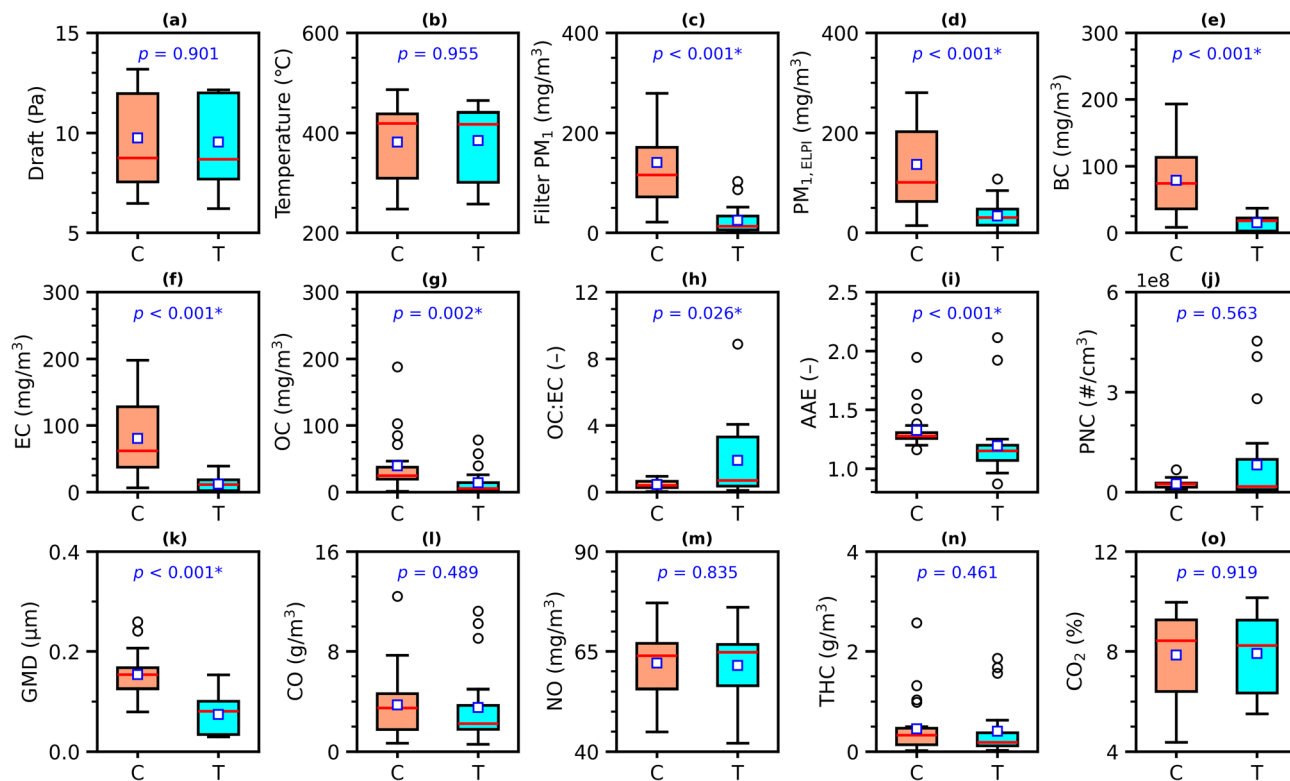 (a) (b) (c) (d) (e)
15 600 400 400 200
p = 0.901 p = 0.955 p < 0.001* p < 0.001* p < 0.001*
Draft (Pa) Temperature (°C) Filter PM₁ (mg/m³) PM₁, ELPI (mg/m³) BC (mg/m³)
10 400 200 200 100
5 200 0 0 0
C T C T C T C T C T
(f) (g) (h) (i) (j)
1e8
300 300 12 2.5 6
p < 0.001* p = 0.002* p = 0.026* p < 0.001* p = 0.563
EC (mg/m³) OC (mg/m³) OC:EC (–) AAE (–) PNC (#/cm³)
200 200 8 2.0
3
100 100 4 1.5
1.0
0 0 0 0
C T C T C T C T C T
(k) (l) (m) (n) (o)
0.4 16 90 4 12
p < 0.001* p = 0.489 p = 0.835 p = 0.461 p = 0.919
GMD (μm) CO (g/m³) NO (mg/m³) THC (g/m³) CO₂ (%)
0.2 8 65 2 8
0.0 0 40 0 4
C T C T C T C T C T